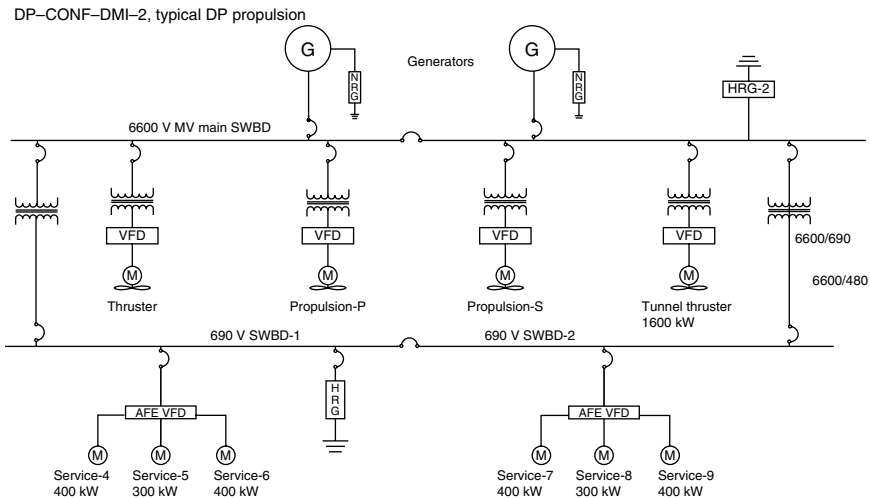 DP–CONF–DMI–2, typical DP propulsion
G
NRG
Generators
G
NRG
HRG-2
6600 V MV main SWBD
VFD
VFD
VFD
VFD
6600/690
M
M
M
M
6600/480
Thruster
Propulsion-P
Propulsion-S
Tunnel thruster
1600 kW
690 V SWBD-1
690 V SWBD-2
HRG
AFE VFD
AFE VFD
M
M
M
M
M
M
Service-4
400 kW
Service-5
300 kW
Service-6
400 kW
Service-7
400 kW
Service-8
300 kW
Service-9
400 kW